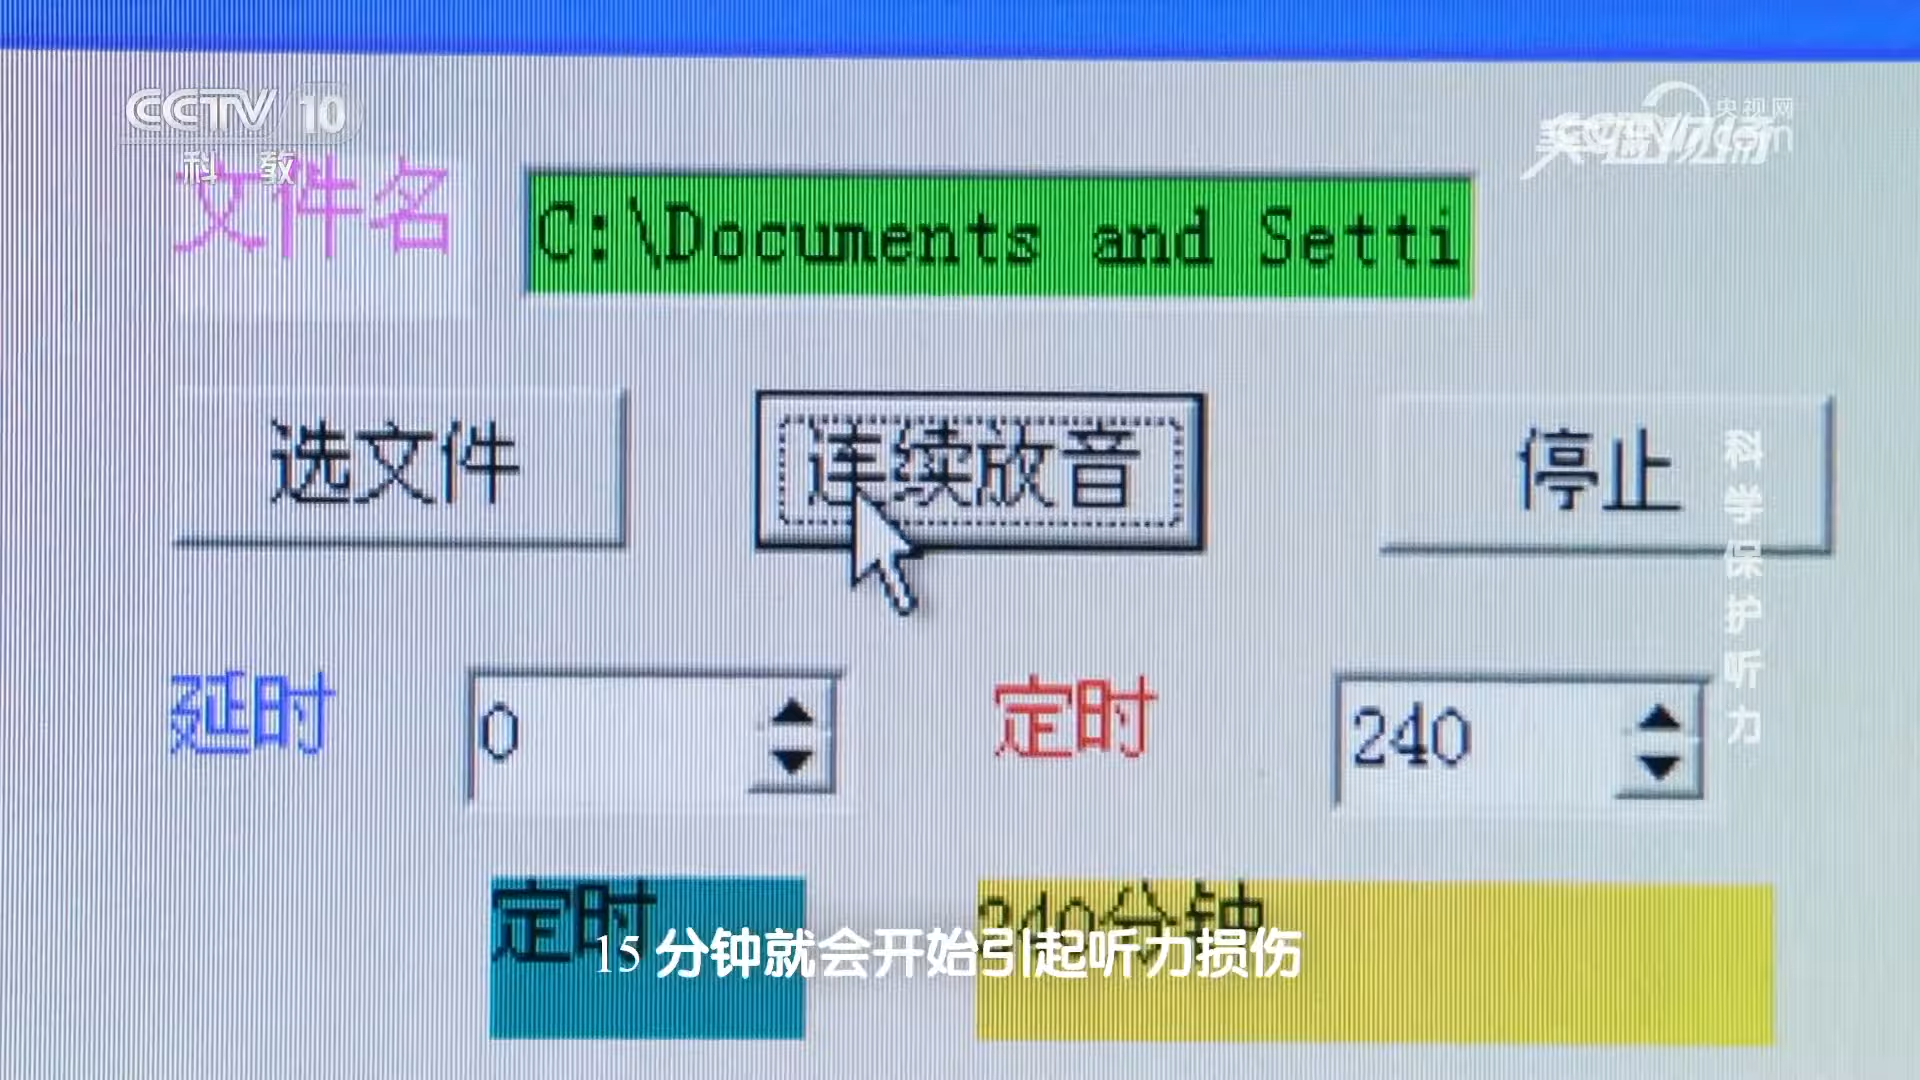 CCTV 10
科 教
央视网
文件名
C:\Documents and Setti
选文件
连续放音
停止
延时
0
定时
240
定时
240分钟
15 分钟就会开始引起听力损伤
科学保护听力